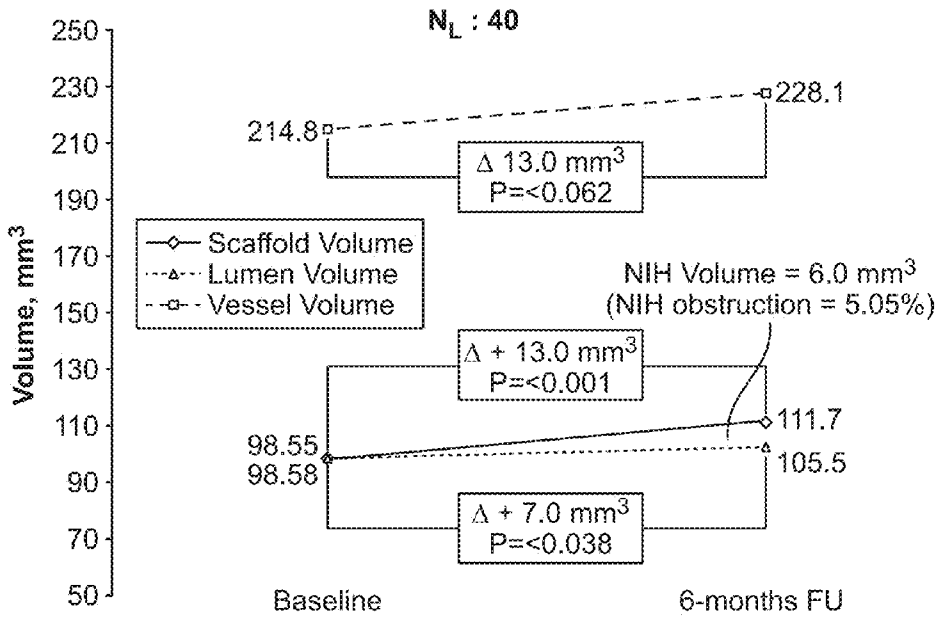 N_L : 40
Volume, mm³
250
230
210
190
170
150
130
110
90
70
50
214.8
228.1
Δ 13.0 mm³
P=<0.062
Scaffold Volume
Lumen Volume
Vessel Volume
NIH Volume = 6.0 mm³
(NIH obstruction = 5.05%)
Δ + 13.0 mm³
P=<0.001
98.55
98.58
111.7
105.5
Δ + 7.0 mm³
P=<0.038
Baseline
6-months FU